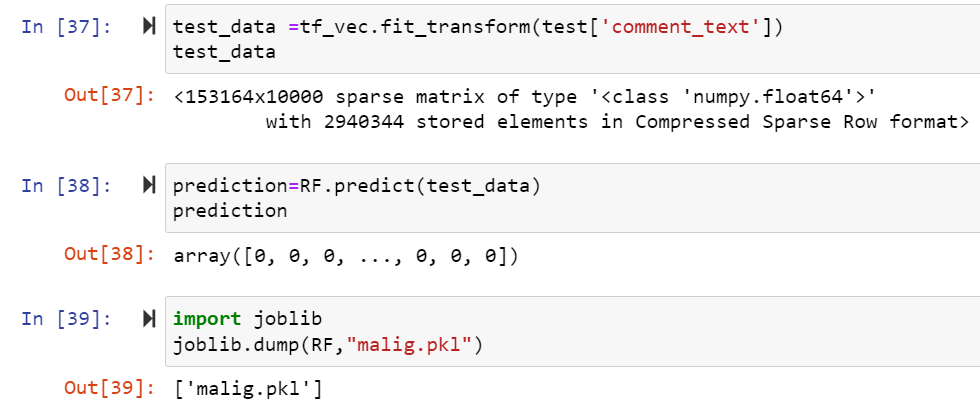 In [37]: test_data =tf_vec.fit_transform(test['comment_text'])
test_data
Out[37]: <153164x10000 sparse matrix of type '<class 'numpy.float64'>'
with 2940344 stored elements in Compressed Sparse Row format>
In [38]: prediction=RF.predict(test_data)
prediction
Out[38]: array([0, 0, 0, ..., 0, 0, 0])
In [39]: import joblib
joblib.dump(RF,"malig.pkl")
Out[39]: ['malig.pkl']